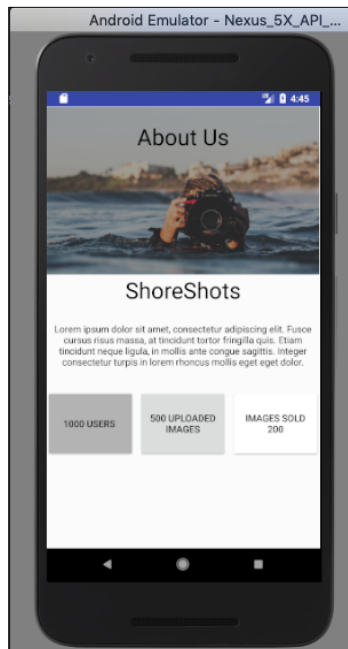 Android Emulator - Nexus_5X_API_...
4:45
About Us
ShoreShots
Lorem ipsum dolor sit amet, consectetur adipiscing elit. Fusce
cursus risus massa, at tincidunt tortor fringilla quis. Etiam
tincidunt neque ligula, in mollis ante congue sagittis. Integer
consectetur turpis in lorem rhoncus mollis eget eget dolor.
1000 USERS
500 UPLOADED
IMAGES
IMAGES SOLD
200